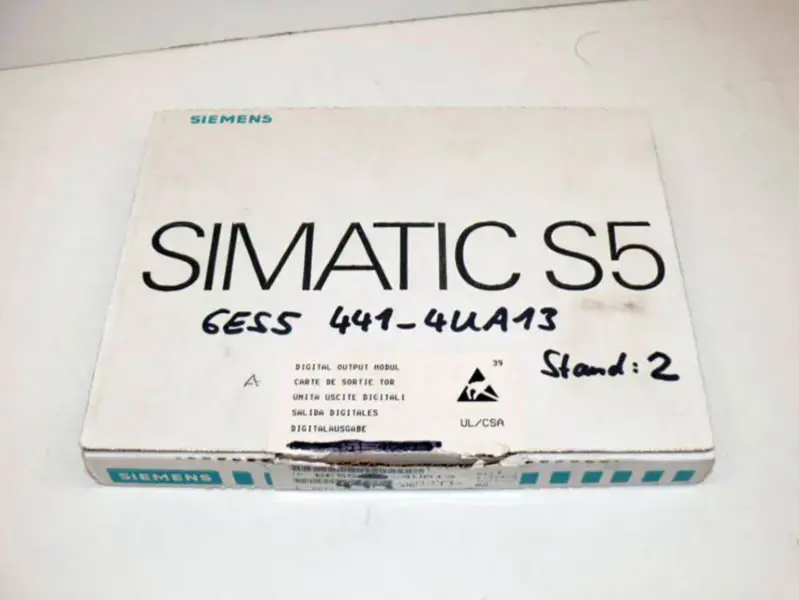 SIEMENS
SIMATIC S5
6ES5 441-4UA13
Stand: 2
A
DIGITAL OUTPUT MODUL
CARTE DE SORTIE TOR
UNITA USCITE DIGITALI
SALIDA DIGITALES
DIGITALAUSGABE
39
UL/CSA
SIEMENS